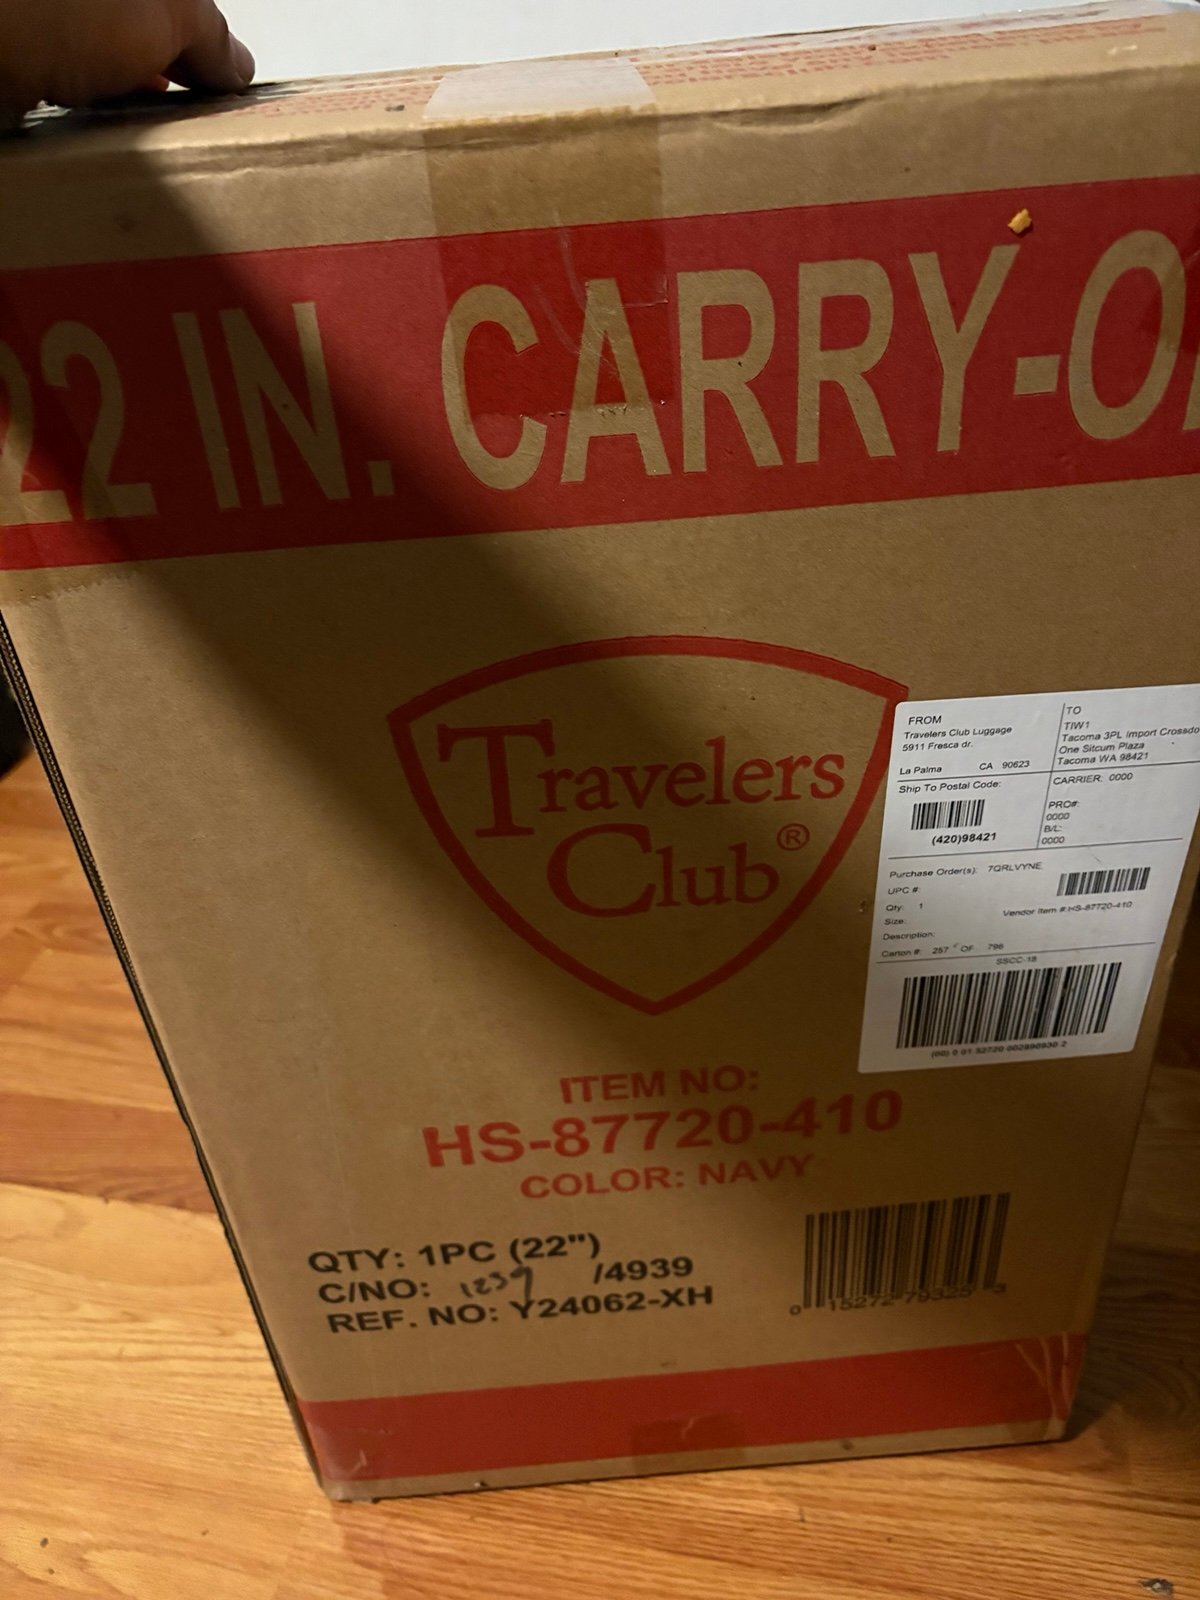 22 IN. CARRY-O
Travelers
Club®
FROM
Travelers Club Luggage
5911 Fresca dr.
La Palma CA 90623
TO
TIW1
Tacoma 3PL Import Crossdo
One Sitcum Plaza
Tacoma WA 98421
Ship To Postal Code:
(420)98421
CARRIER: 0000
PRO#:
0000
B/L:
0000
Purchase Order(s): 7QRLVYNE
UPC #:
Qty: 1
Vendor Item #:HS-87720-410
Size:
Description:
Carton #: 257 OF 796
SSCC-18
ITEM NO:
HS-87720-410
COLOR: NAVY
QTY: 1PC (22")
C/NO: 1239 /4939
REF. NO: Y24062-XH